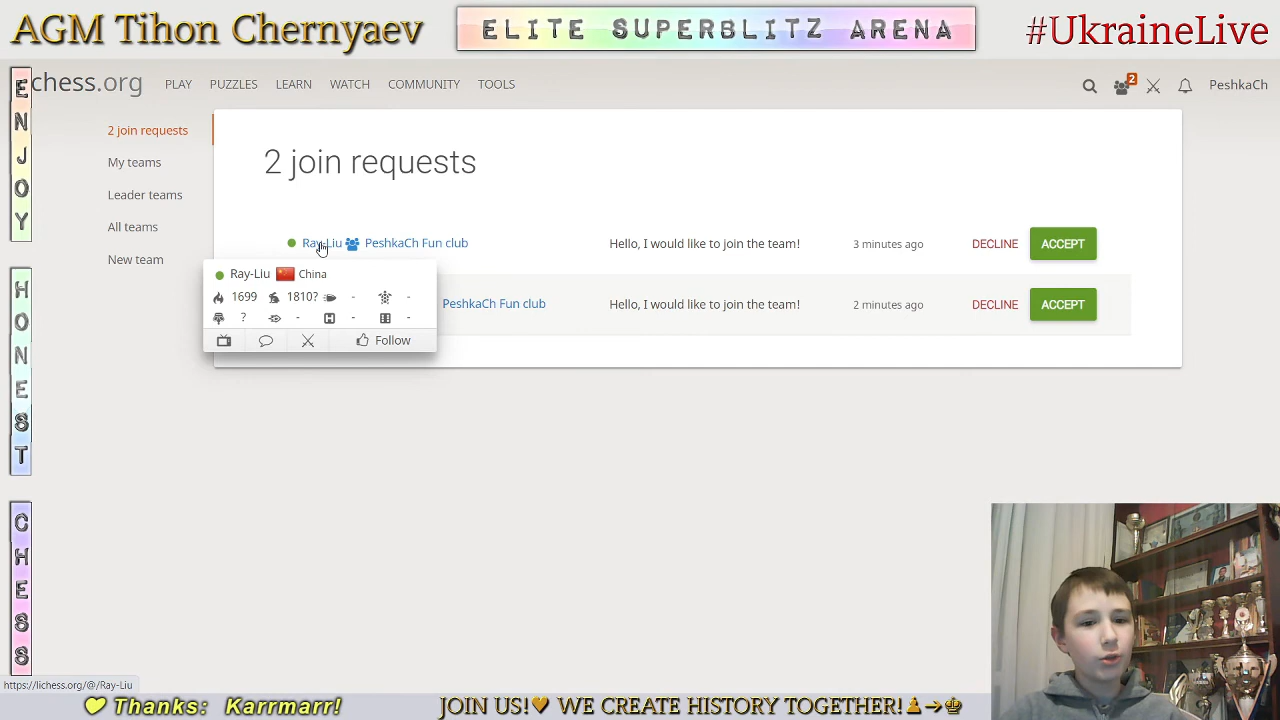 AGM Tihon Chernyaev
ELITE SUPERBLITZ ARENA
#UkraineLive
ENJOY
HONEST
CHESS
chess.org
PLAY
PUZZLES
LEARN
WATCH
COMMUNITY
TOOLS
2
PeshkaCh
2 join requests
My teams
Leader teams
All teams
New team
2 join requests
Ray-Liu PeshkaCh Fun club
Hello, I would like to join the team!
3 minutes ago
DECLINE
ACCEPT
Ray-Liu China
1699 1810? - -
? - - -
Follow
PeshkaCh Fun club
Hello, I would like to join the team!
2 minutes ago
DECLINE
ACCEPT
https://lichess.org/@/Ray-Liu
Thanks: Karrmarr!
JOIN US!🧡 WE CREATE HISTORY TOGETHER!♟→♚